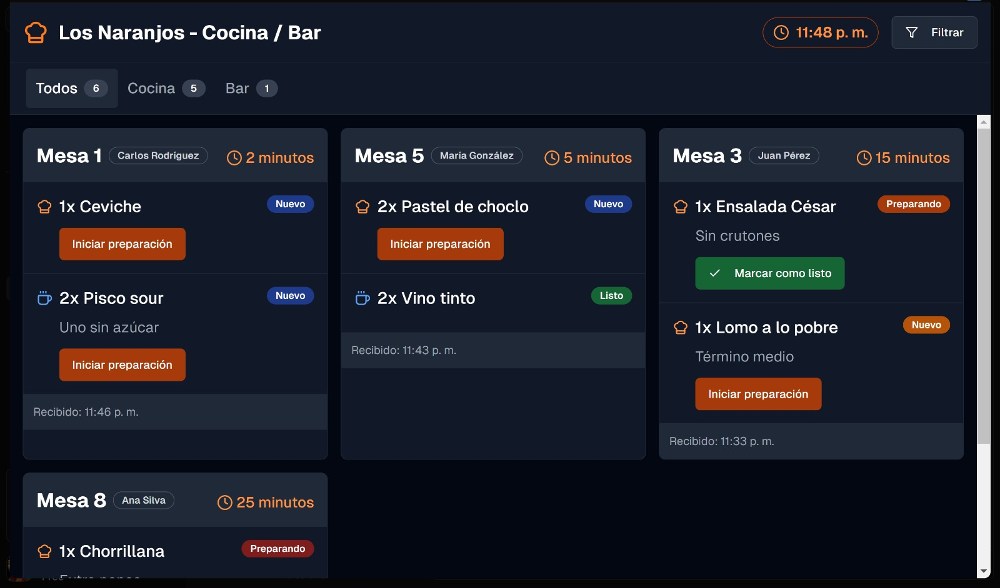 Los Naranjos - Cocina / Bar
11:48 p. m.
Filtrar
Todos 6
Cocina 5
Bar 1
Mesa 1 Carlos Rodríguez 2 minutos
1x Ceviche Nuevo
Iniciar preparación
2x Pisco sour Nuevo
Uno sin azúcar
Iniciar preparación
Recibido: 11:46 p. m.
Mesa 5 María González 5 minutos
2x Pastel de choclo Nuevo
Iniciar preparación
2x Vino tinto Listo
Recibido: 11:43 p. m.
Mesa 3 Juan Pérez 15 minutos
1x Ensalada César Preparando
Sin crutones
Marcar como listo
1x Lomo a lo pobre Nuevo
Término medio
Iniciar preparación
Recibido: 11:33 p. m.
Mesa 8 Ana Silva 25 minutos
1x Chorrillana Preparando